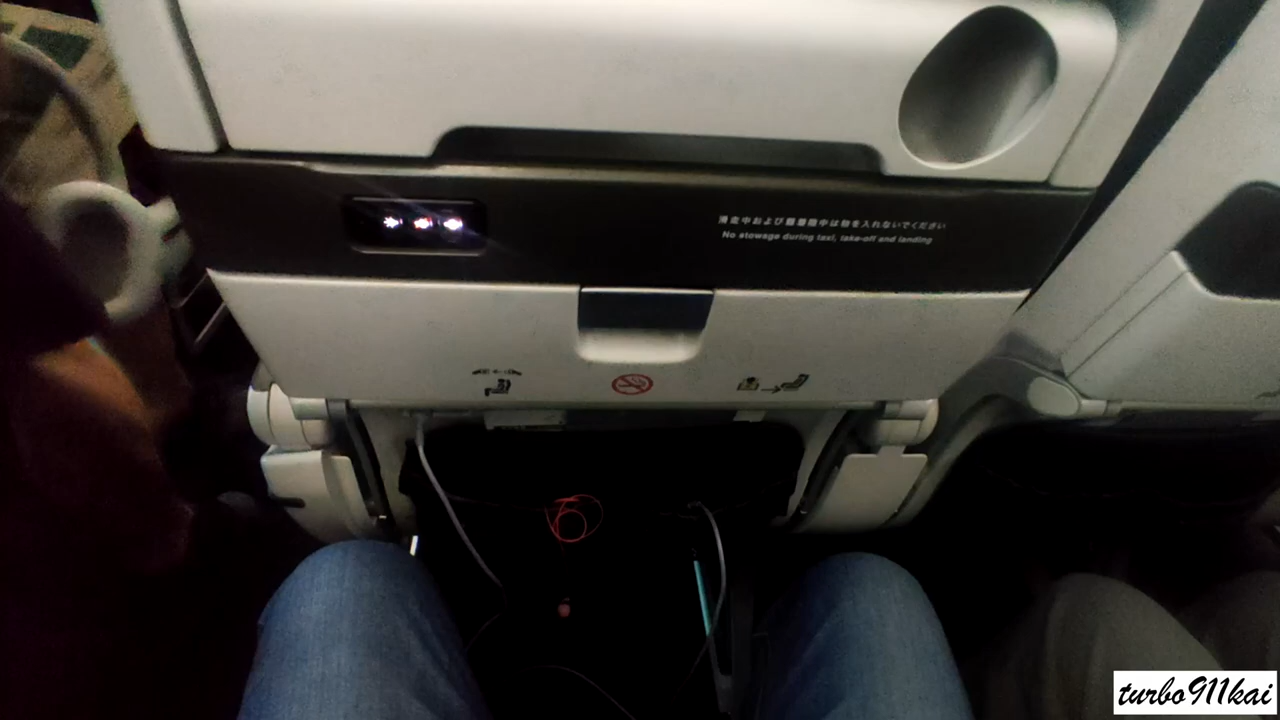 滑走中および離着陸中は物を入れないでください
No stowage during taxi, take-off and landing
turbo911kai